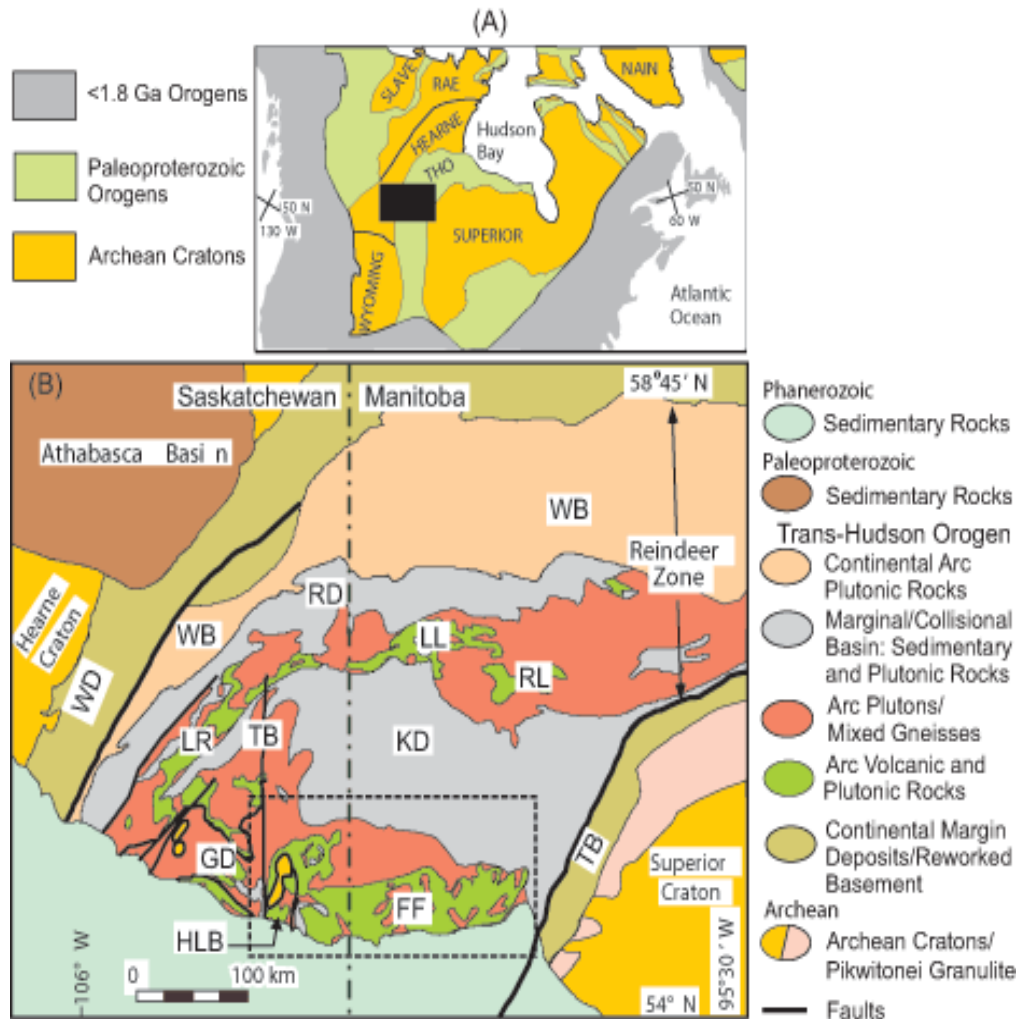 (A)
<1.8 Ga Orogens
Paleoproterozoic
Orogens
Archean Cratons
SLAVE
RAE
HEARNE
Hudson
Bay
NAIN
THO
SUPERIOR
WYOMING
50 N
130 W
50 N
60 W
Atlantic
Ocean
(B)
Saskatchewan
Manitoba
58°45' N
Athabasca Basi n
WB
Reindeer
Zone
RD
WB
LL
RL
Hearne
Craton
WD
LR
TB
KD
GD
FF
HLB
TB
Superior
Craton
106° W
0 100 km
54° N
95°30' W
Phanerozoic
Sedimentary Rocks
Paleoproterozoic
Sedimentary Rocks
Trans-Hudson Orogen
Continental Arc
Plutonic Rocks
Marginal/Collisional
Basin: Sedimentary
and Plutonic Rocks
Arc Plutons/
Mixed Gneisses
Arc Volcanic and
Plutonic Rocks
Continental Margin
Deposits/Reworked
Basement
Archean
Archean Cratons/
Pikwitonei Granulite
Faults